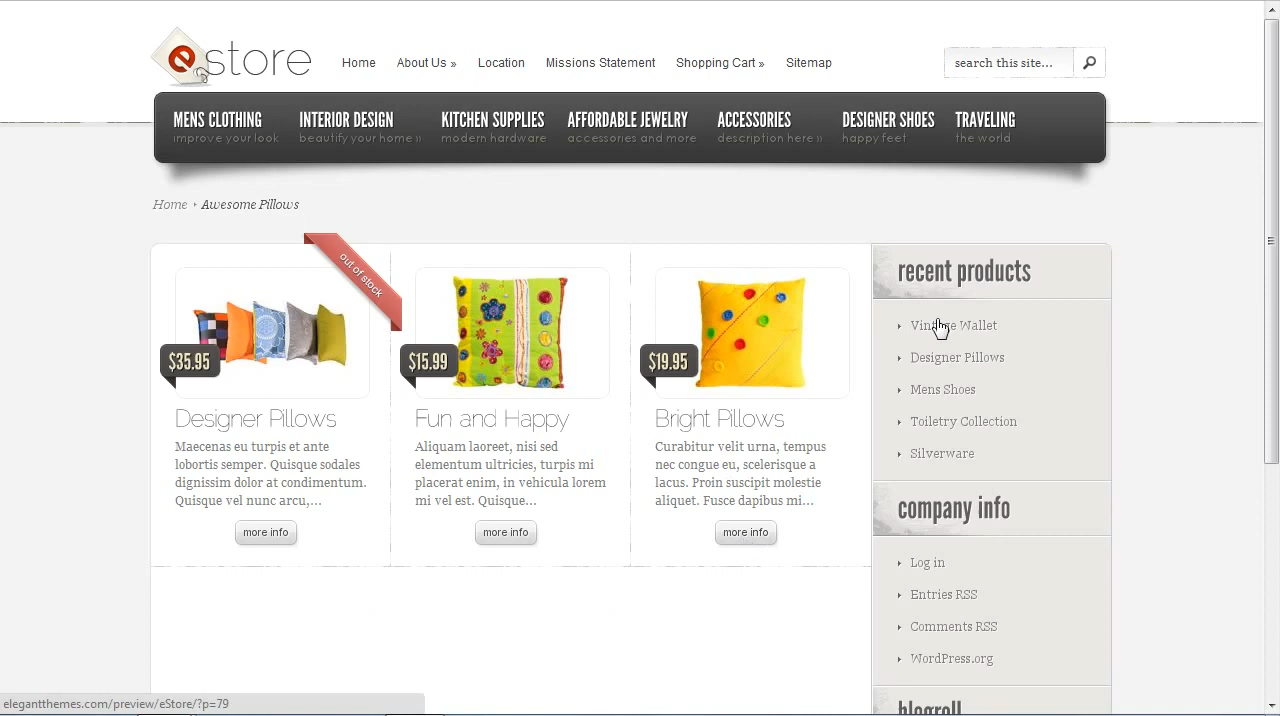 estore
Home
About Us »
Location
Missions Statement
Shopping Cart »
Sitemap
search this site...
MENS CLOTHING
improve your look
INTERIOR DESIGN
beautify your home »
KITCHEN SUPPLIES
modern hardware
AFFORDABLE JEWELRY
accessories and more
ACCESSORIES
description here »
DESIGNER SHOES
happy feet
TRAVELING
the world
Home
Awesome Pillows
out of stock
$35.95
Designer Pillows
Maecenas eu turpis et ante
lobortis semper. Quisque sodales
dignissim dolor at condimentum.
Quisque vel nunc arcu,...
more info
$15.99
Fun and Happy
Aliquam laoreet, nisi sed
elementum ultricies, turpis mi
placerat enim, in vehicula lorem
mi vel est. Quisque...
more info
$19.95
Bright Pillows
Curabitur velit urna, tempus
nec congue eu, scelerisque a
lacus. Proin suscipit molestie
aliquet. Fusce dapibus mi...
more info
recent products
Vintage Wallet
Designer Pillows
Mens Shoes
Toiletry Collection
Silverware
company info
Log in
Entries RSS
Comments RSS
WordPress.org
blogroll
elegantthemes.com/preview/eStore/?p=79